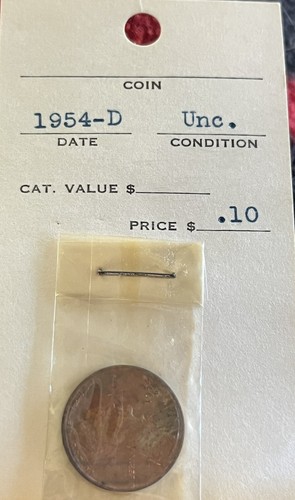 COIN
1954-D Unc.
DATE CONDITION
CAT. VALUE $
PRICE $ .10